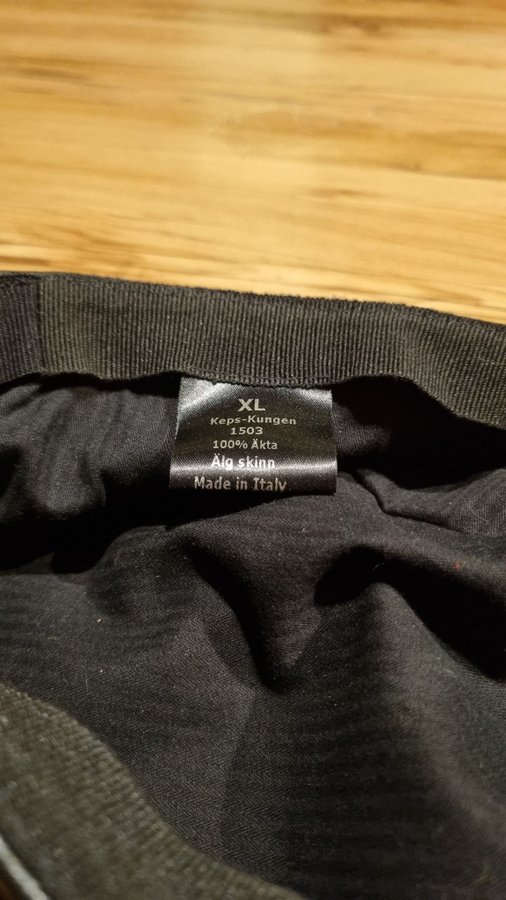 XL
Keps-Kungen
1503
100% Äkta
Älg skinn
Made in Italy